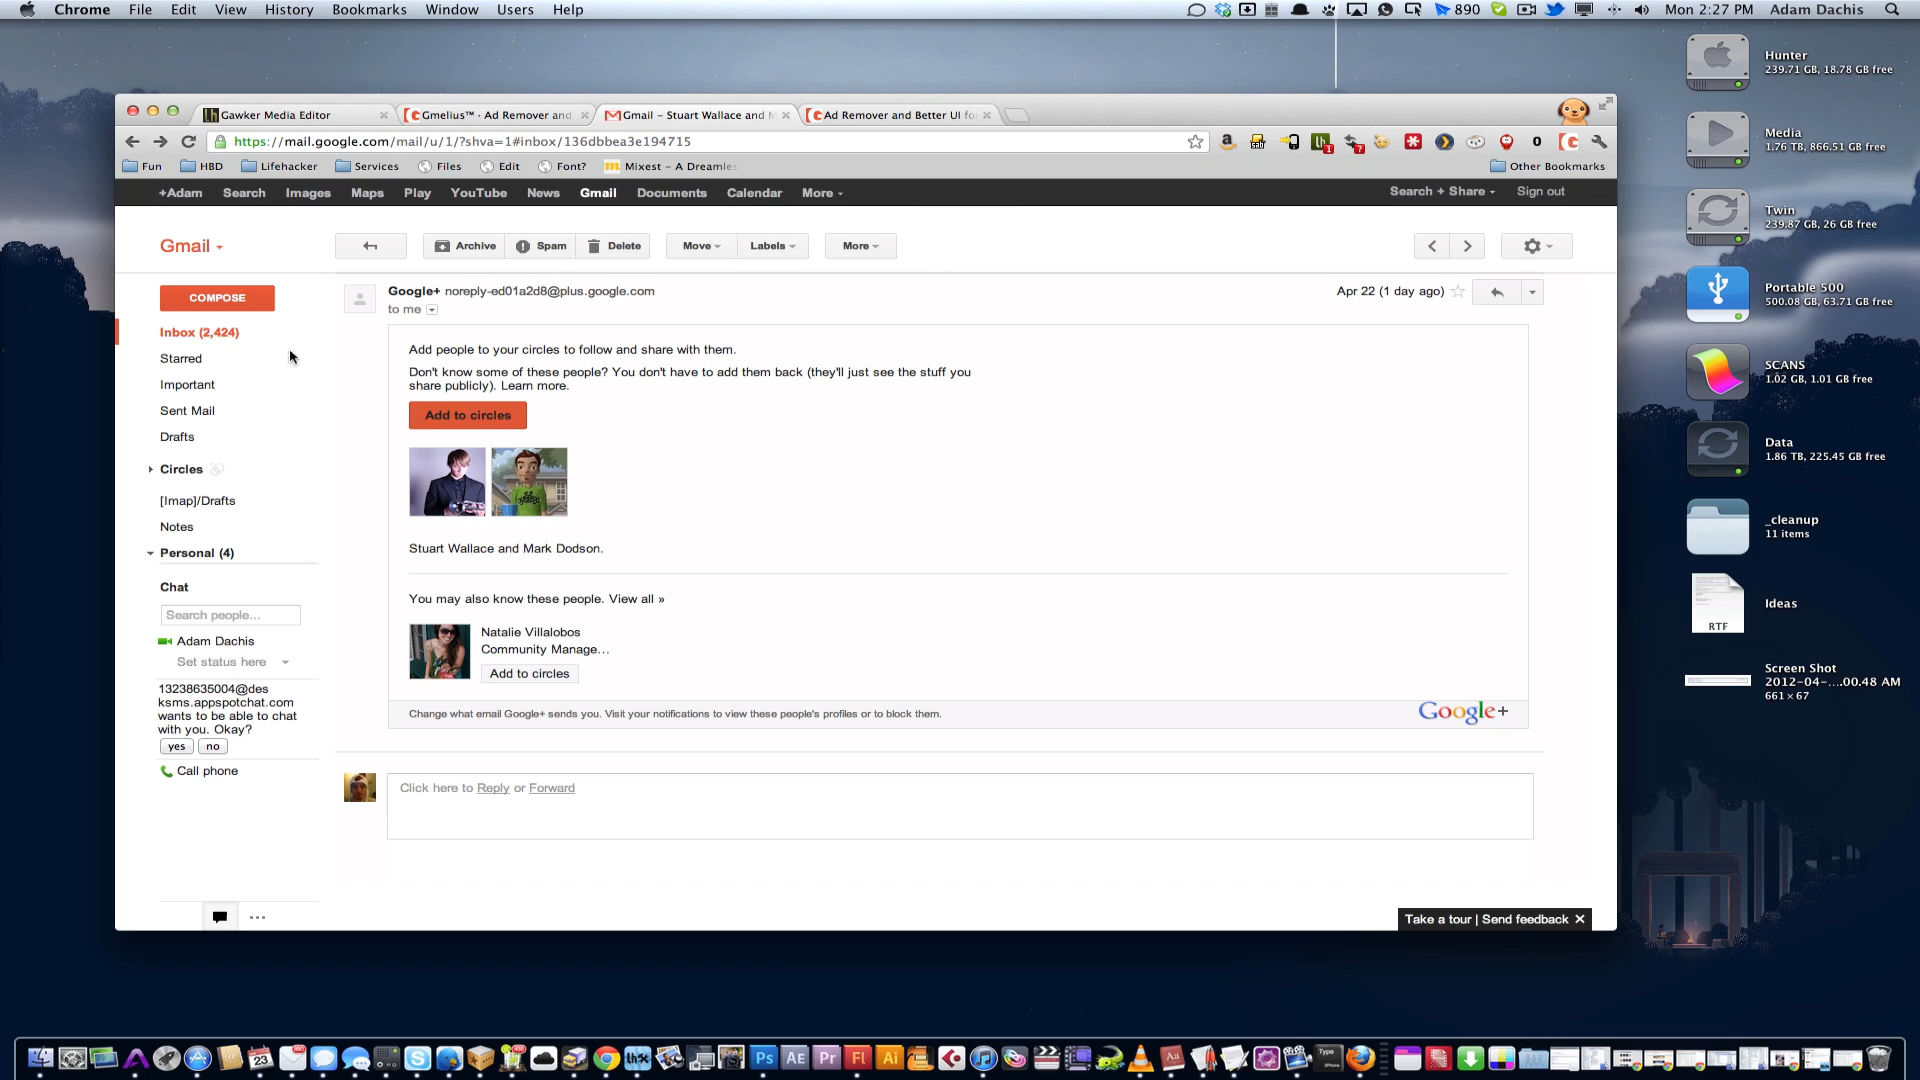 Chrome File Edit View History Bookmarks Window Users Help
890 Mon 2:27 PM Adam Dachis
Hunter
239.71 GB, 18.78 GB free
Media
1.76 TB, 866.51 GB free
Twin
239.87 GB, 26 GB free
Portable 500
500.08 GB, 63.71 GB free
SCANS
1.02 GB, 1.01 GB free
Data
1.86 TB, 225.45 GB free
_cleanup
11 items
RTF
Ideas
Screen Shot
2012-04-...00.48 AM
661×67
Gawker Media Editor
Gmelius™ - Ad Remover and
Gmail - Stuart Wallace and M
Ad Remover and Better UI fo
https://mail.google.com/mail/u/1/?shva=1#inbox/136dbbea3e194715
Fun HBD Lifehacker Services Files Edit Font? Mixest - A Dreamles
Other Bookmarks
+Adam Search Images Maps Play YouTube News Gmail Documents Calendar More
Search + Share Sign out
Gmail
Archive Spam Delete Move Labels More
COMPOSE
Inbox (2,424)
Starred
Important
Sent Mail
Drafts
Circles
[Imap]/Drafts
Notes
Personal (4)
Chat
Search people...
Adam Dachis
Set status here
13238635004@des
ksms.appspotchat.com
wants to be able to chat
with you. Okay?
yes no
Call phone
Google+ noreply-ed01a2d8@plus.google.com
Apr 22 (1 day ago)
to me
Add people to your circles to follow and share with them.
Don't know some of these people? You don't have to add them back (they'll just see the stuff you
share publicly). Learn more.
Add to circles
Stuart Wallace and Mark Dodson.
You may also know these people. View all »
Natalie Villalobos
Community Manage...
Add to circles
Change what email Google+ sends you. Visit your notifications to view these people's profiles or to block them.
Google+
Click here to Reply or Forward
Take a tour | Send feedback ×
23 Ps AE Pr Fl Ai Aa